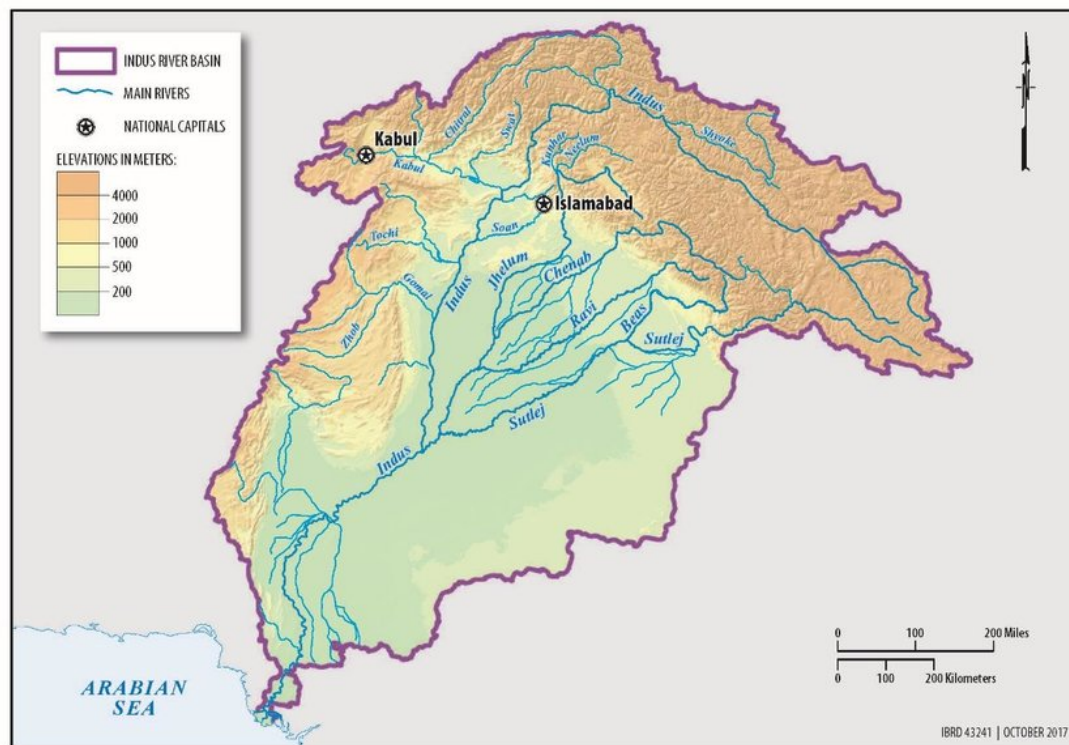 INDUS RIVER BASIN
MAIN RIVERS
NATIONAL CAPITALS
ELEVATIONS IN METERS:
4000
2000
1000
500
200
Indus
Chitral
Swat
Shyoke
Kunhar
Neelum
Kabul
Kabul
Islamabad
Soan
Tochi
Jhelum
Chenab
Indus
Gomal
Ravi
Beas
Zhob
Sutlej
Sutlej
Indus
0 100 200 Miles
0 100 200 Kilometers
ARABIAN
SEA
IBRD 43241 | OCTOBER 2017